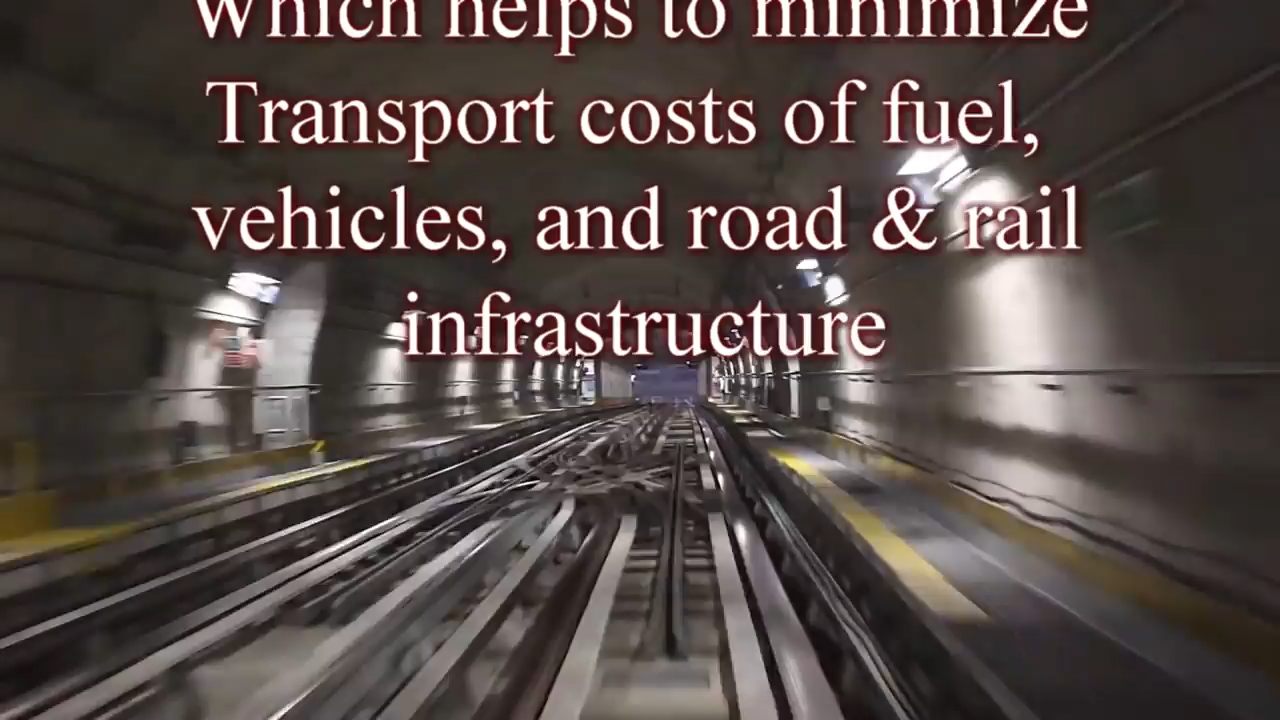 Which helps to minimize
Transport costs of fuel,
vehicles, and road & rail
infrastructure